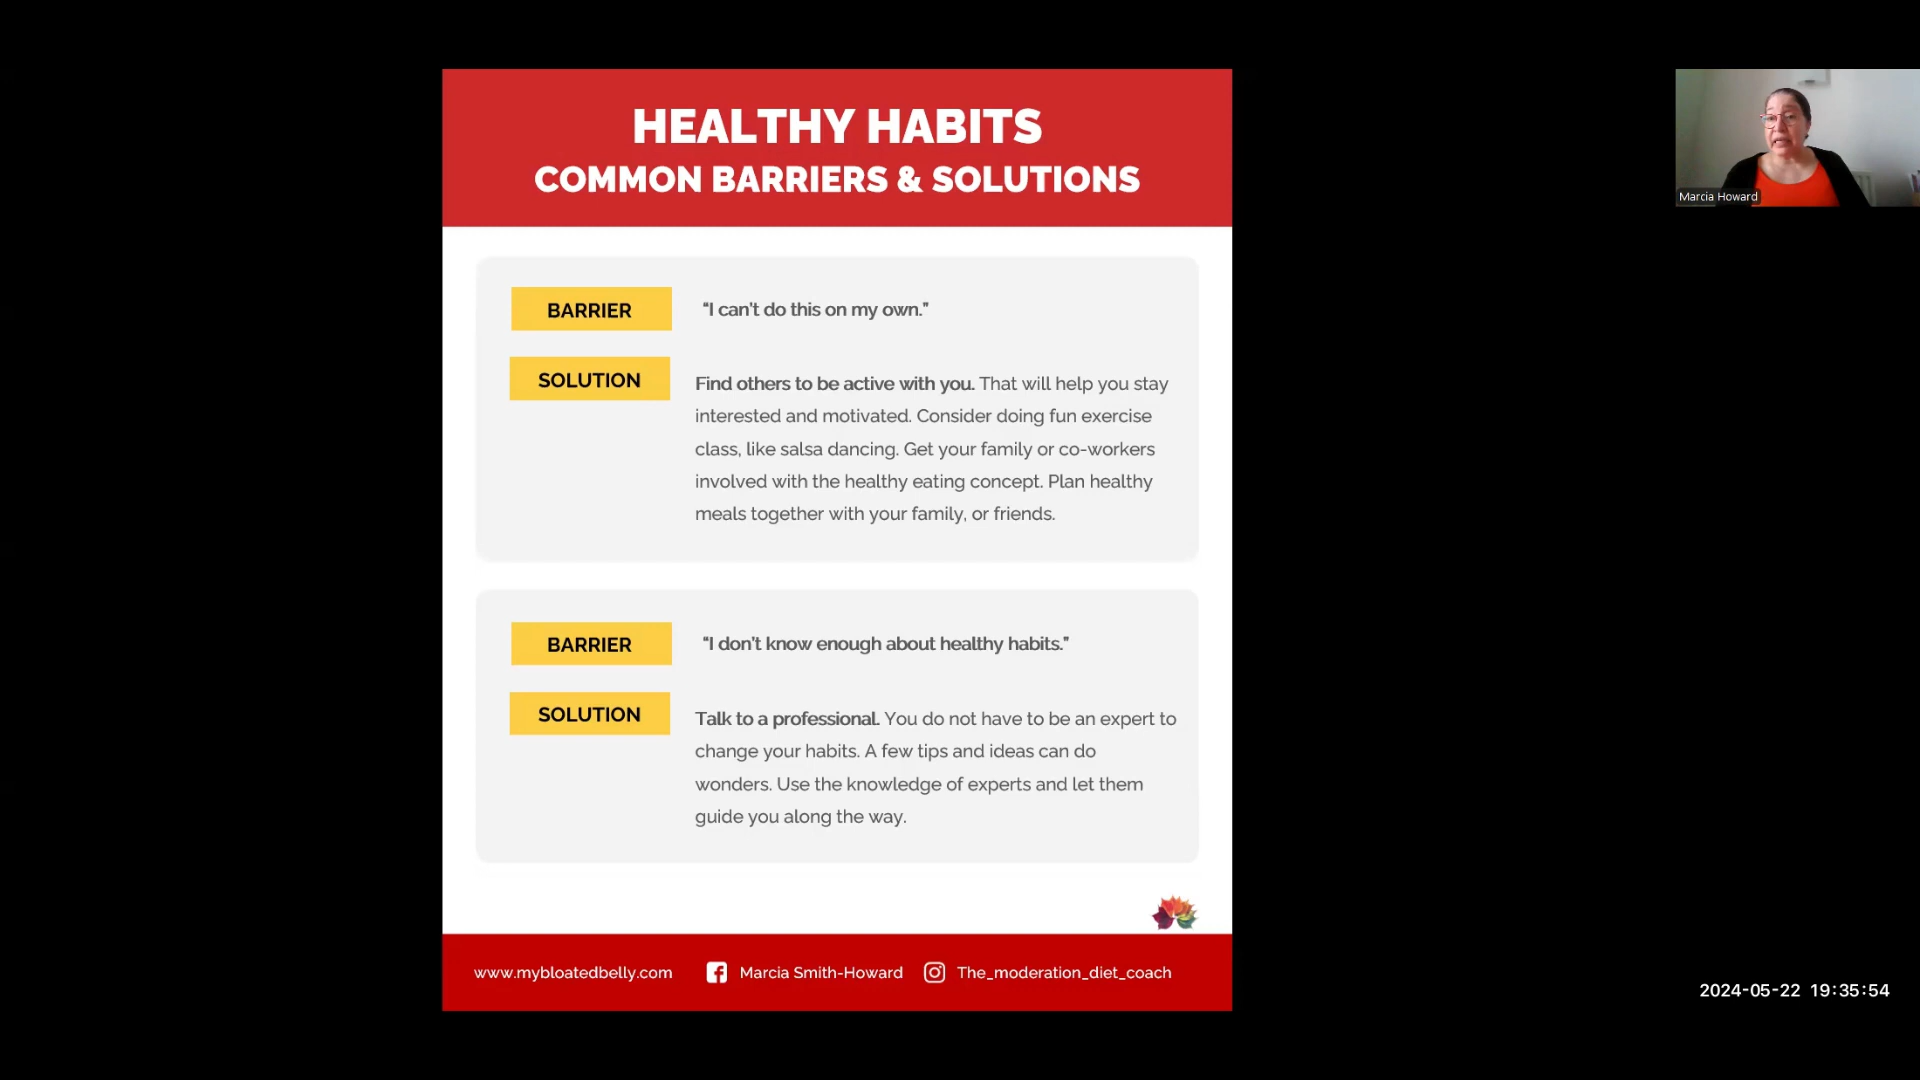 HEALTHY HABITS
COMMON BARRIERS & SOLUTIONS
BARRIER
“I can't do this on my own.”
SOLUTION
Find others to be active with you. That will help you stay
interested and motivated. Consider doing fun exercise
class, like salsa dancing. Get your family or co-workers
involved with the healthy eating concept. Plan healthy
meals together with your family, or friends.
BARRIER
“I don't know enough about healthy habits.”
SOLUTION
Talk to a professional. You do not have to be an expert to
change your habits. A few tips and ideas can do
wonders. Use the knowledge of experts and let them
guide you along the way.
www.mybloatedbelly.com
Marcia Smith-Howard
The_moderation_diet_coach
Marcia Howard
2024-05-22 19:35:54